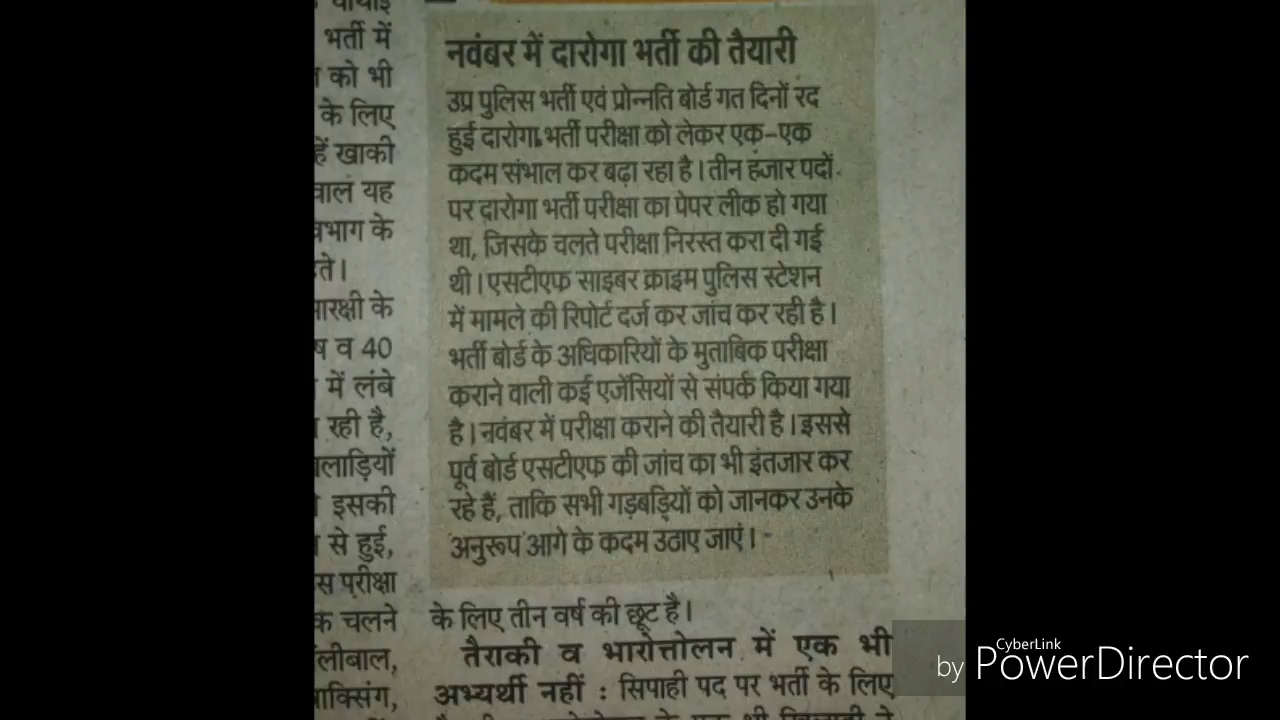 भर्ती में
को भी
के लिए
खाकी
यह
के
ते।
के
व 40
में लंबे
रही है,
इसकी
से हुई,
परीक्षा
चलने
नवंबर में दारोगा भर्ती की तैयारी
उप्र पुलिस भर्ती एवं प्रोन्नति बोर्ड गत दिनों रद
हुई दारोगा भर्ती परीक्षा को लेकर एक-एक
कदम संभाल कर बढ़ा रहा है। तीन हजार पदों
पर दारोगा भर्ती परीक्षा का पेपर लीक हो गया
था, जिसके चलते परीक्षा निरस्त करा दी गई
थी। एसटीएफ साइबर क्राइम पुलिस स्टेशन
में मामले की रिपोर्ट दर्ज कर जांच कर रही है।
भर्ती बोर्ड के अधिकारियों के मुताबिक परीक्षा
कराने वाली कई एजेंसियों से संपर्क किया गया
है। नवंबर में परीक्षा कराने की तैयारी है। इससे
पूर्व बोर्ड एसटीएफ की जांच का भी इंतजार कर
रहे हैं, ताकि सभी गड़बड़ियों को जानकर उनके
अनुरूप आगे के कदम उठाए जाएं।
के लिए तीन वर्ष की छूट है।
तैराकी व भारोत्तोलन में एक भी
अभ्यर्थी नहीं : सिपाही पद पर भर्ती के लिए
CyberLink
by PowerDirector